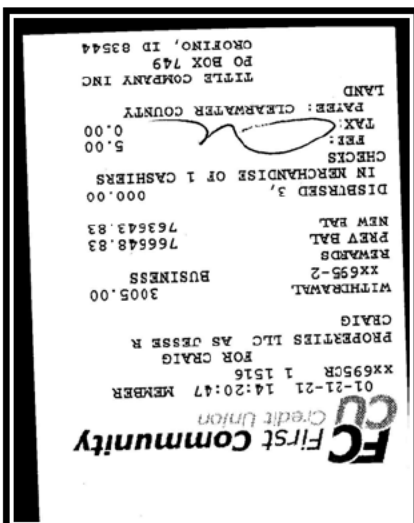 FC First Community
CU Credit Union
01-21-21 14:20:47 MEMBER
xx695RCR 1 1516
FOR CRAIG
PROPERTIES LLC AS JESSE R
CRAIG
WITHDRAWAL 3005.00
xx695-2 BUSINESS
REWARDS
PREV BAL 766648.83
NEW BAL 763643.83
DISBURSED 3,000.00
IN MERCHANDISE OF 1 CASHIERS
CHECKS
FEE: 5.00
TAX: 0.00
PAYEE: CLEARWATER COUNTY
LAND
TITLE COMPANY INC
PO BOX 749
OROFINO, ID 83544